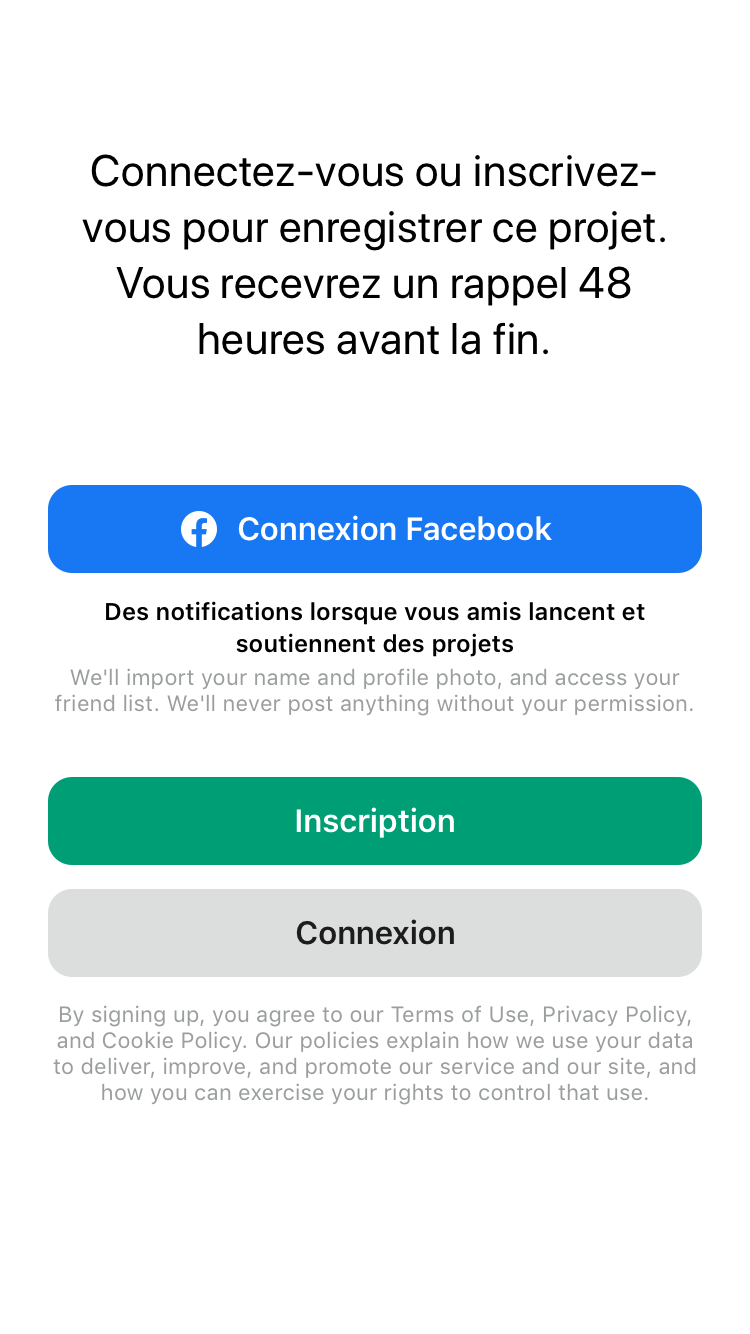 Connectez-vous ou inscrivez-
vous pour enregistrer ce projet.
Vous recevrez un rappel 48
heures avant la fin.
Connexion Facebook
Des notifications lorsque vous amis lancent et
soutiennent des projets
We'll import your name and profile photo, and access your
friend list. We'll never post anything without your permission.
Inscription
Connexion
By signing up, you agree to our Terms of Use, Privacy Policy,
and Cookie Policy. Our policies explain how we use your data
to deliver, improve, and promote our service and our site, and
how you can exercise your rights to control that use.